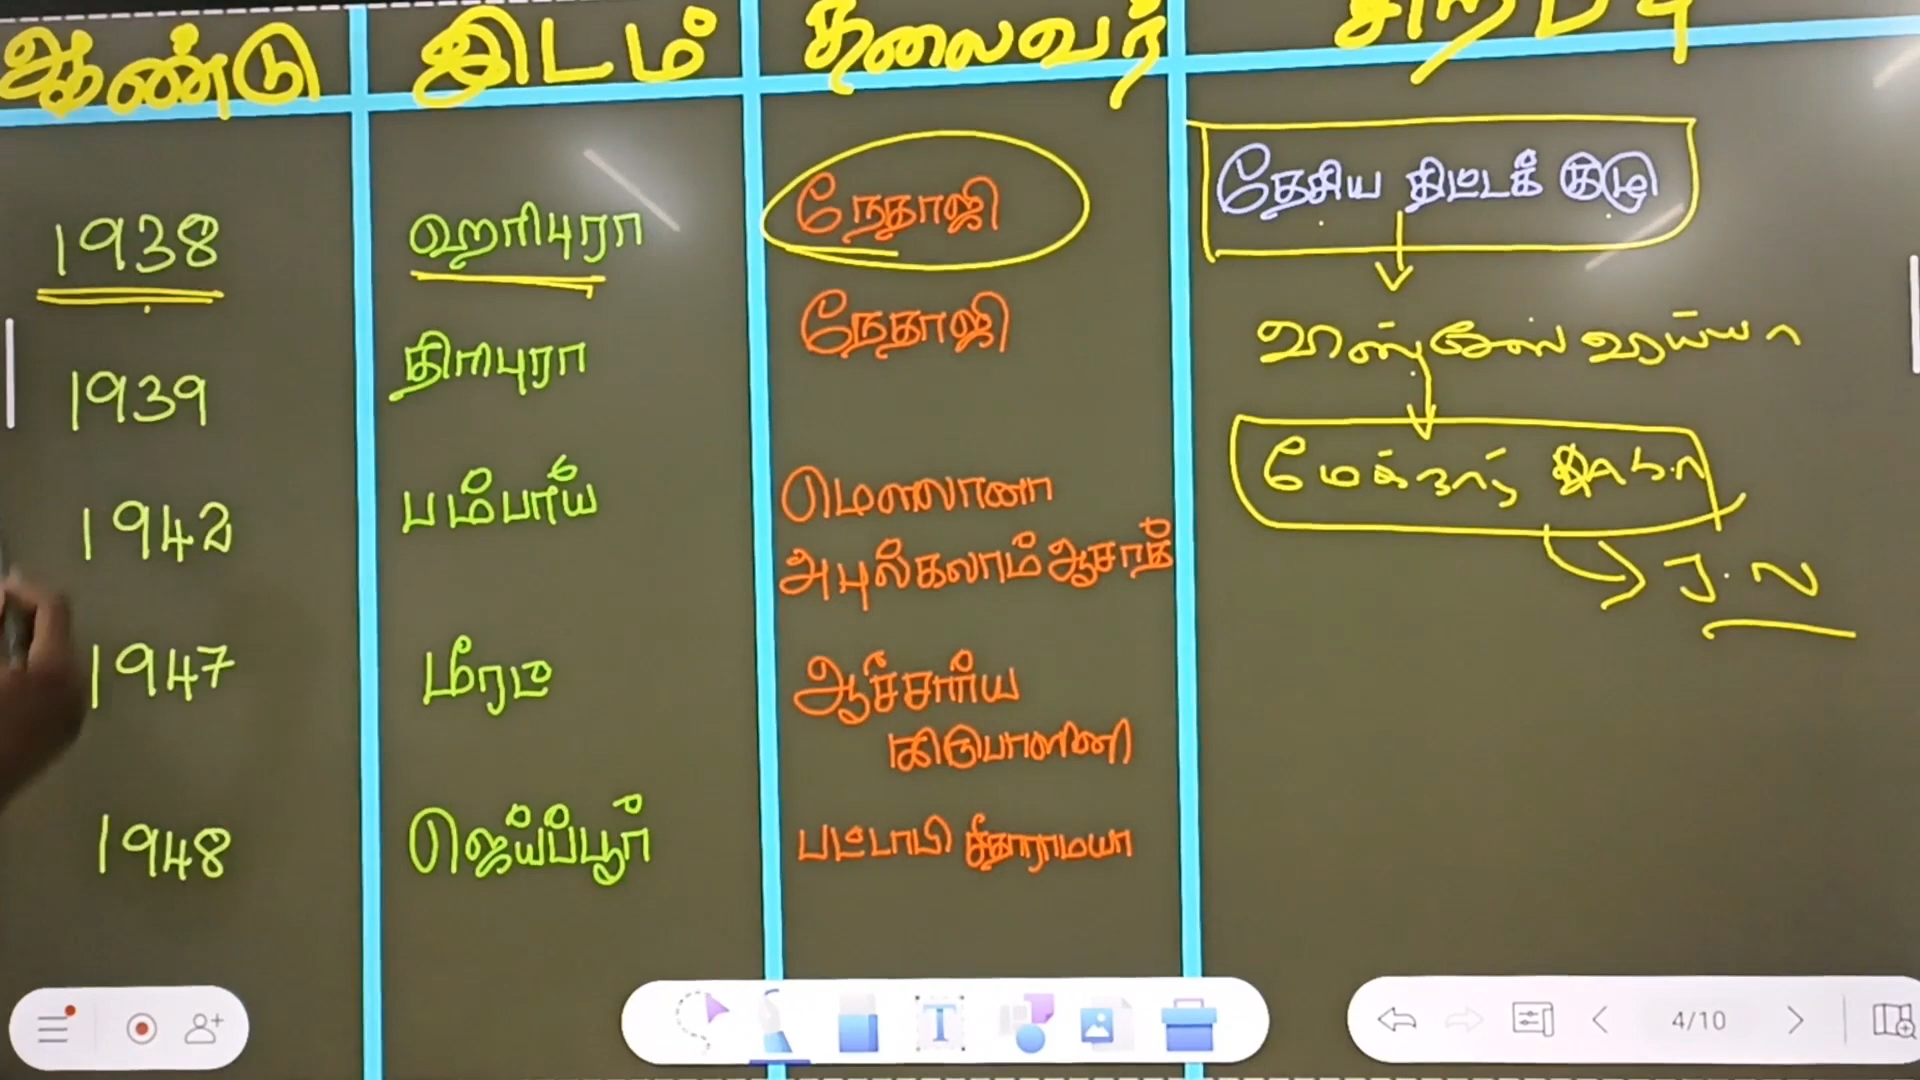 ஆண்டு இடம் தலைவர் சிறப்பு
1938 ஹரிபுரா நேதாஜி தேசிய திட்டக் குழு
1939 திரிபுரா நேதாஜி
மேக்நாத் சாகா
1942 பம்பாய் மௌலானா
அபுல்கலாம் ஆசாத்
J.N
1947 மீரட் ஆச்சார்ய
கிருபாளினி
1948 ஜெய்ப்பூர் பட்டாபி சீதாராமயா
T
4/10